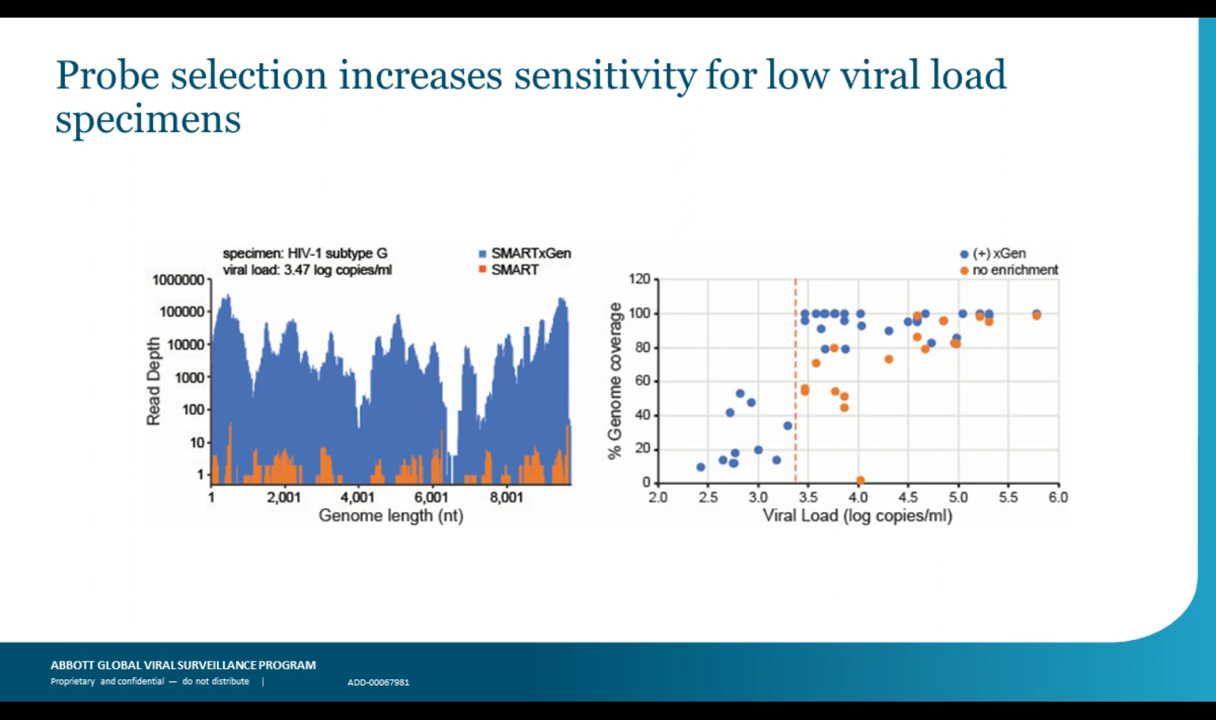 Probe selection increases sensitivity for low viral load
specimens
specimen: HIV-1 subtype G
viral load: 3.47 log copies/ml
SMARTxGen
SMART
1000000
100000
10000
1000
100
10
1
Read Depth
1
2,001
4,001
6,001
8,001
Genome length (nt)
(+) xGen
no enrichment
120
100
80
60
40
20
0
% Genome coverage
2.0
2.5
3.0
3.5
4.0
4.5
5.0
5.5
6.0
Viral Load (log copies/ml)
ABBOTT GLOBAL VIRAL SURVEILLANCE PROGRAM
Proprietary and confidential — do not distribute |
ADD-00067981